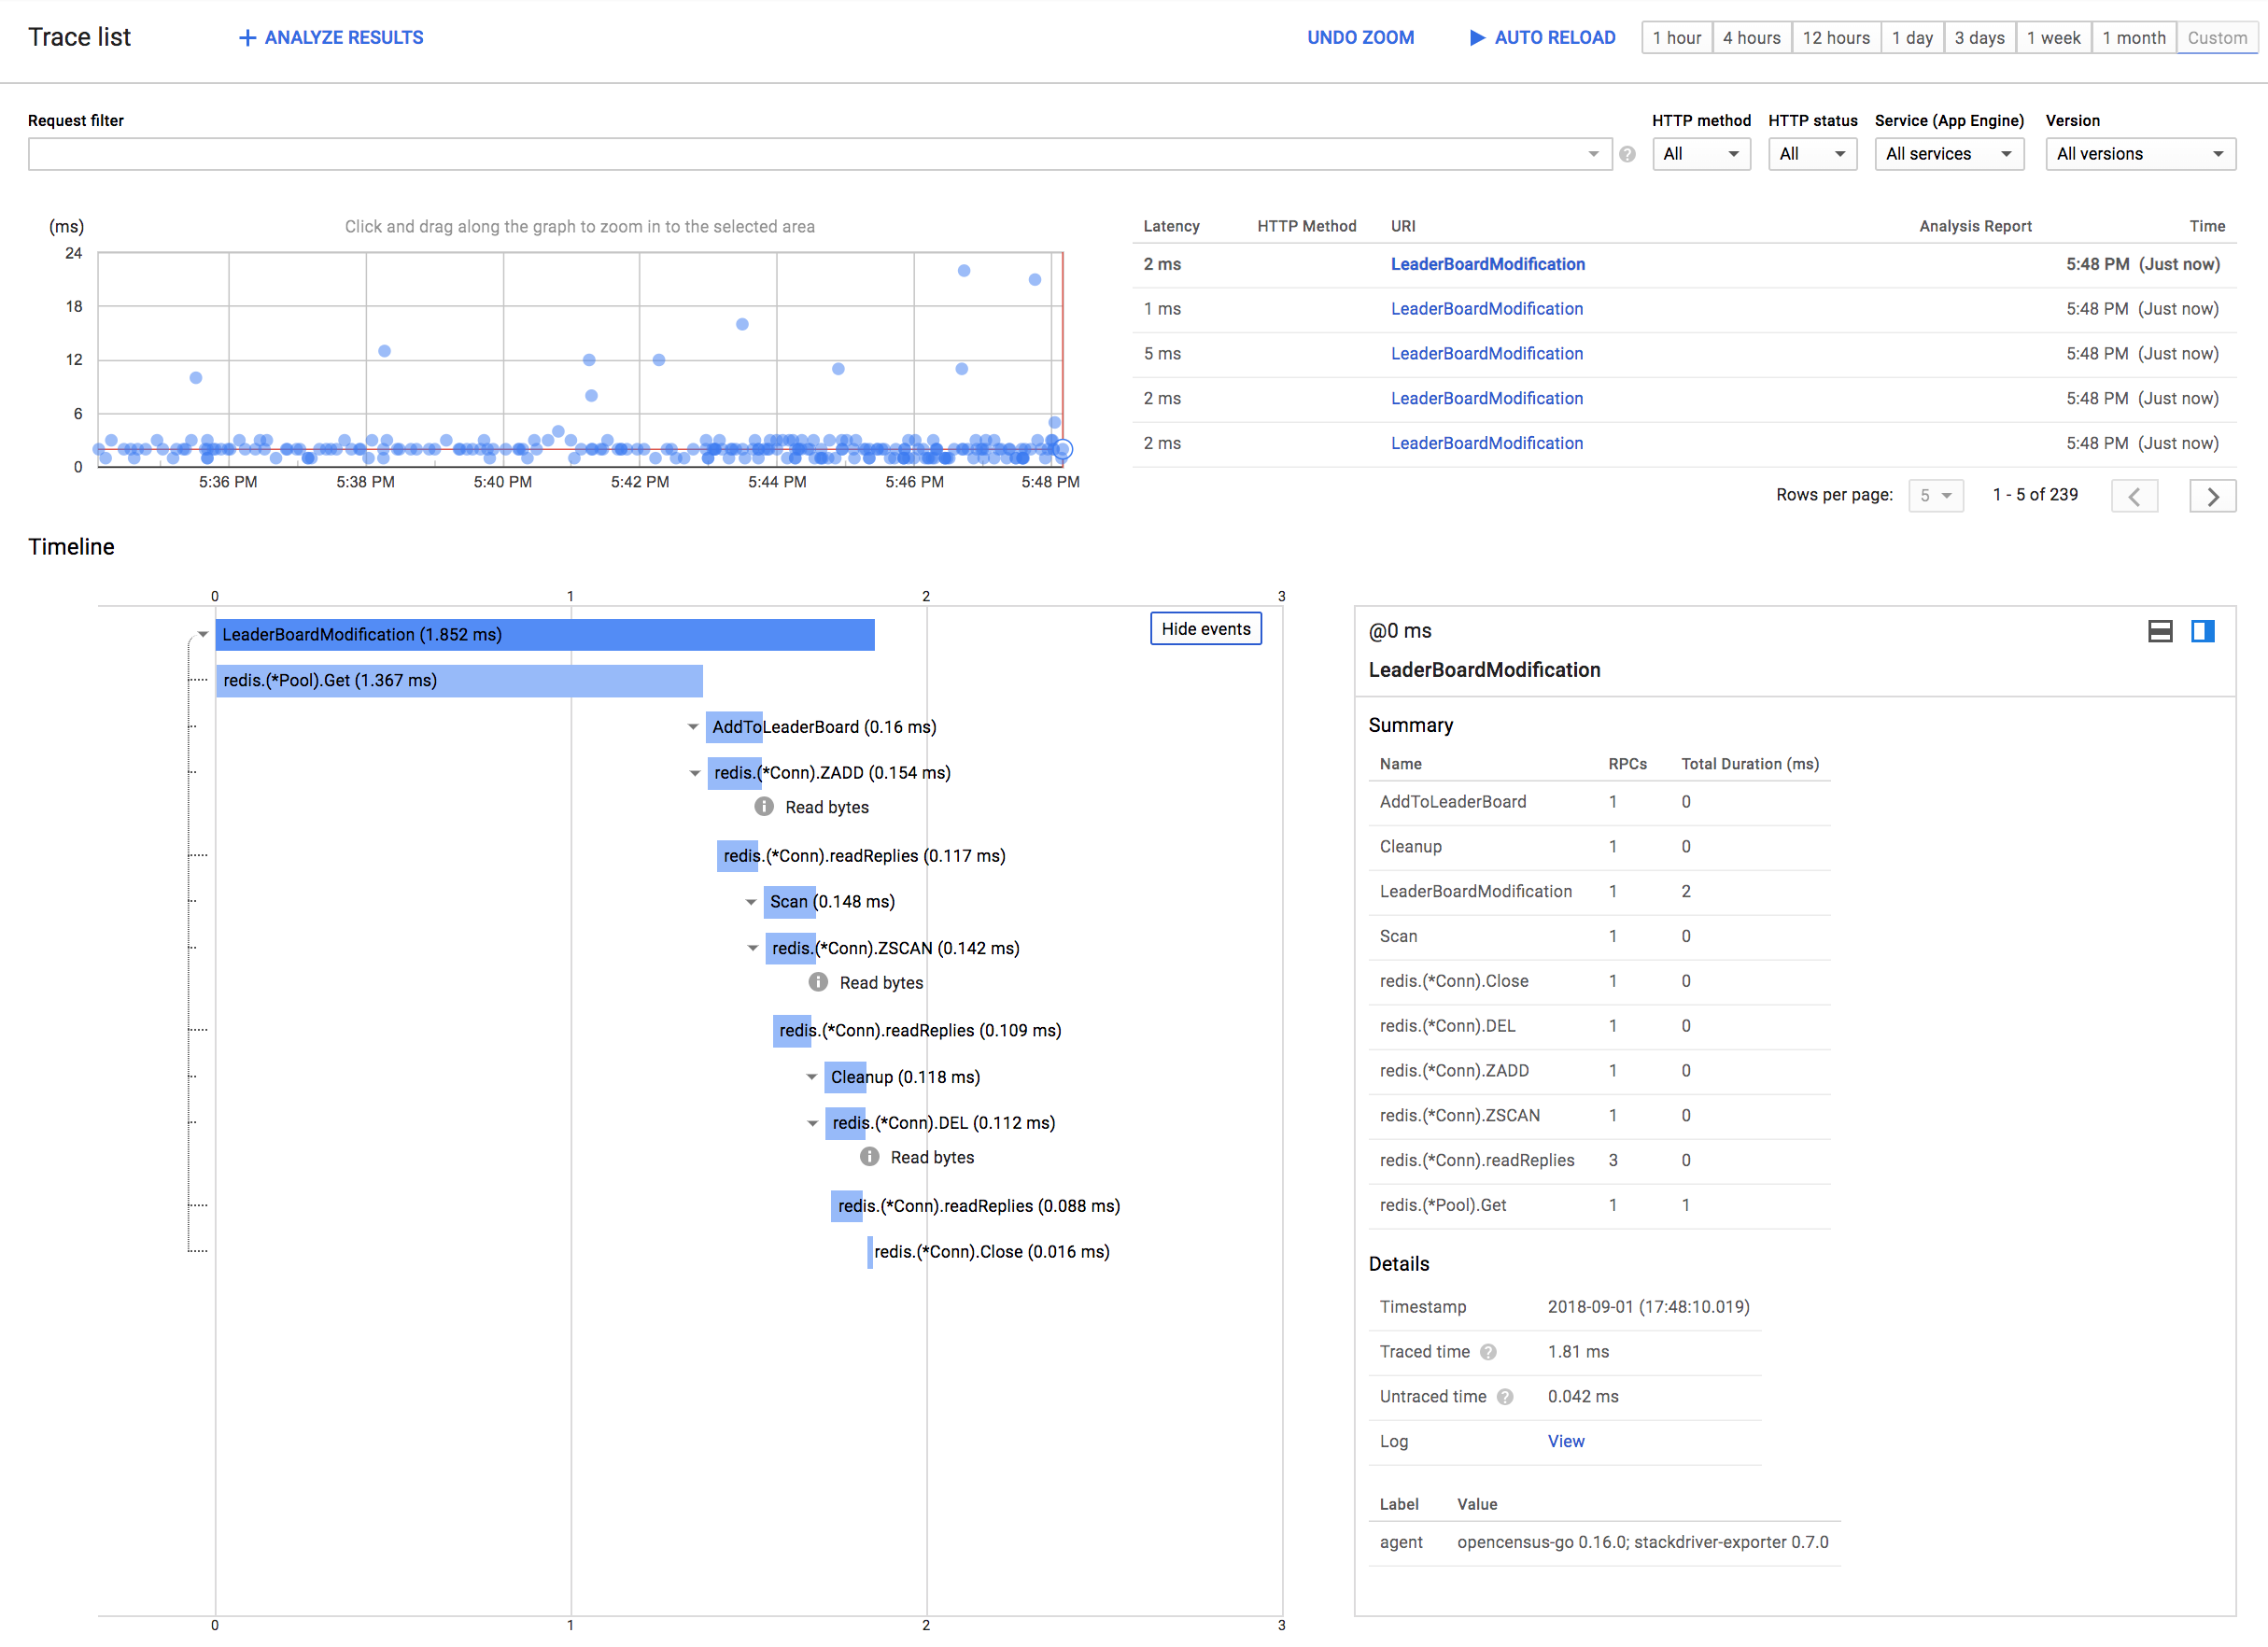 Trace list
ANALYZE RESULTS
UNDO ZOOM
AUTO RELOAD
1 hour 4 hours 12 hours 1 day 3 days 1 week 1 month Custom
Request filter
HTTP method HTTP status Service (App Engine) Version
All All All services All versions
(ms)
Click and drag along the graph to zoom in to the selected area
24
18
12
6
0
5:36 PM 5:38 PM 5:40 PM 5:42 PM 5:44 PM 5:46 PM 5:48 PM
Latency HTTP Method URI Analysis Report Time
2 ms LeaderBoardModification 5:48 PM (Just now)
1 ms LeaderBoardModification 5:48 PM (Just now)
5 ms LeaderBoardModification 5:48 PM (Just now)
2 ms LeaderBoardModification 5:48 PM (Just now)
2 ms LeaderBoardModification 5:48 PM (Just now)
Rows per page: 5 1 - 5 of 239
Timeline
0 1 2 3
Hide events
LeaderBoardModification (1.852 ms)
redis.(*Pool).Get (1.367 ms)
AddToLeaderBoard (0.16 ms)
redis.(*Conn).ZADD (0.154 ms)
Read bytes
redis.(*Conn).readReplies (0.117 ms)
Scan (0.148 ms)
redis.(*Conn).ZSCAN (0.142 ms)
Read bytes
redis.(*Conn).readReplies (0.109 ms)
Cleanup (0.118 ms)
redis.(*Conn).DEL (0.112 ms)
Read bytes
redis.(*Conn).readReplies (0.088 ms)
redis.(*Conn).Close (0.016 ms)
0 1 2 3
@0 ms
LeaderBoardModification
Summary
Name RPCs Total Duration (ms)
AddToLeaderBoard 1 0
Cleanup 1 0
LeaderBoardModification 1 2
Scan 1 0
redis.(*Conn).Close 1 0
redis.(*Conn).DEL 1 0
redis.(*Conn).ZADD 1 0
redis.(*Conn).ZSCAN 1 0
redis.(*Conn).readReplies 3 0
redis.(*Pool).Get 1 1
Details
Timestamp 2018-09-01 (17:48:10.019)
Traced time 1.81 ms
Untraced time 0.042 ms
Log View
Label Value
agent opencensus-go 0.16.0; stackdriver-exporter 0.7.0